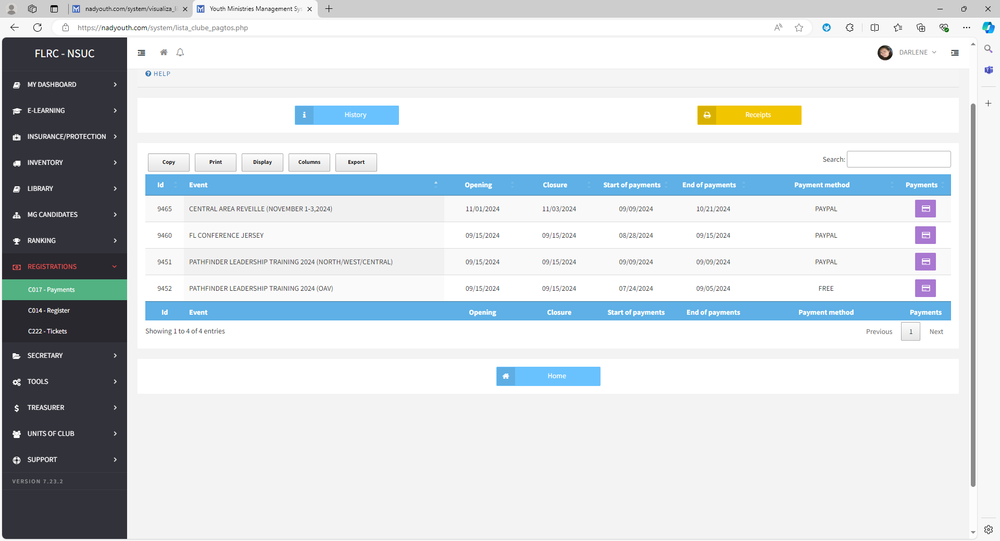 nadyouth.com/system/visualiza_li
Youth Ministries Management Sys
https://nadyouth.com/system/lista_clube_pagtos.php
FLRC - NSUC
DARLENE
HELP
MY DASHBOARD
E-LEARNING
INSURANCE/PROTECTION
INVENTORY
LIBRARY
MG CANDIDATES
RANKING
REGISTRATIONS
C017 - Payments
C014 - Register
C222 - Tickets
SECRETARY
TOOLS
TREASURER
UNITS OF CLUB
SUPPORT
VERSION 7.23.2
History
Receipts
Copy Print Display Columns Export
Search:
Id Event Opening Closure Start of payments End of payments Payment method Payments
9465 CENTRAL AREA REVEILLE (NOVEMBER 1-3,2024) 11/01/2024 11/03/2024 09/09/2024 10/21/2024 PAYPAL
9460 FL CONFERENCE JERSEY 09/15/2024 09/15/2024 08/28/2024 09/15/2024 PAYPAL
9451 PATHFINDER LEADERSHIP TRAINING 2024 (NORTH/WEST/CENTRAL) 09/15/2024 09/15/2024 09/09/2024 09/09/2024 PAYPAL
9452 PATHFINDER LEADERSHIP TRAINING 2024 (OAV) 09/15/2024 09/15/2024 07/24/2024 09/05/2024 FREE
Id Event Opening Closure Start of payments End of payments Payment method Payments
Showing 1 to 4 of 4 entries
Previous 1 Next
Home